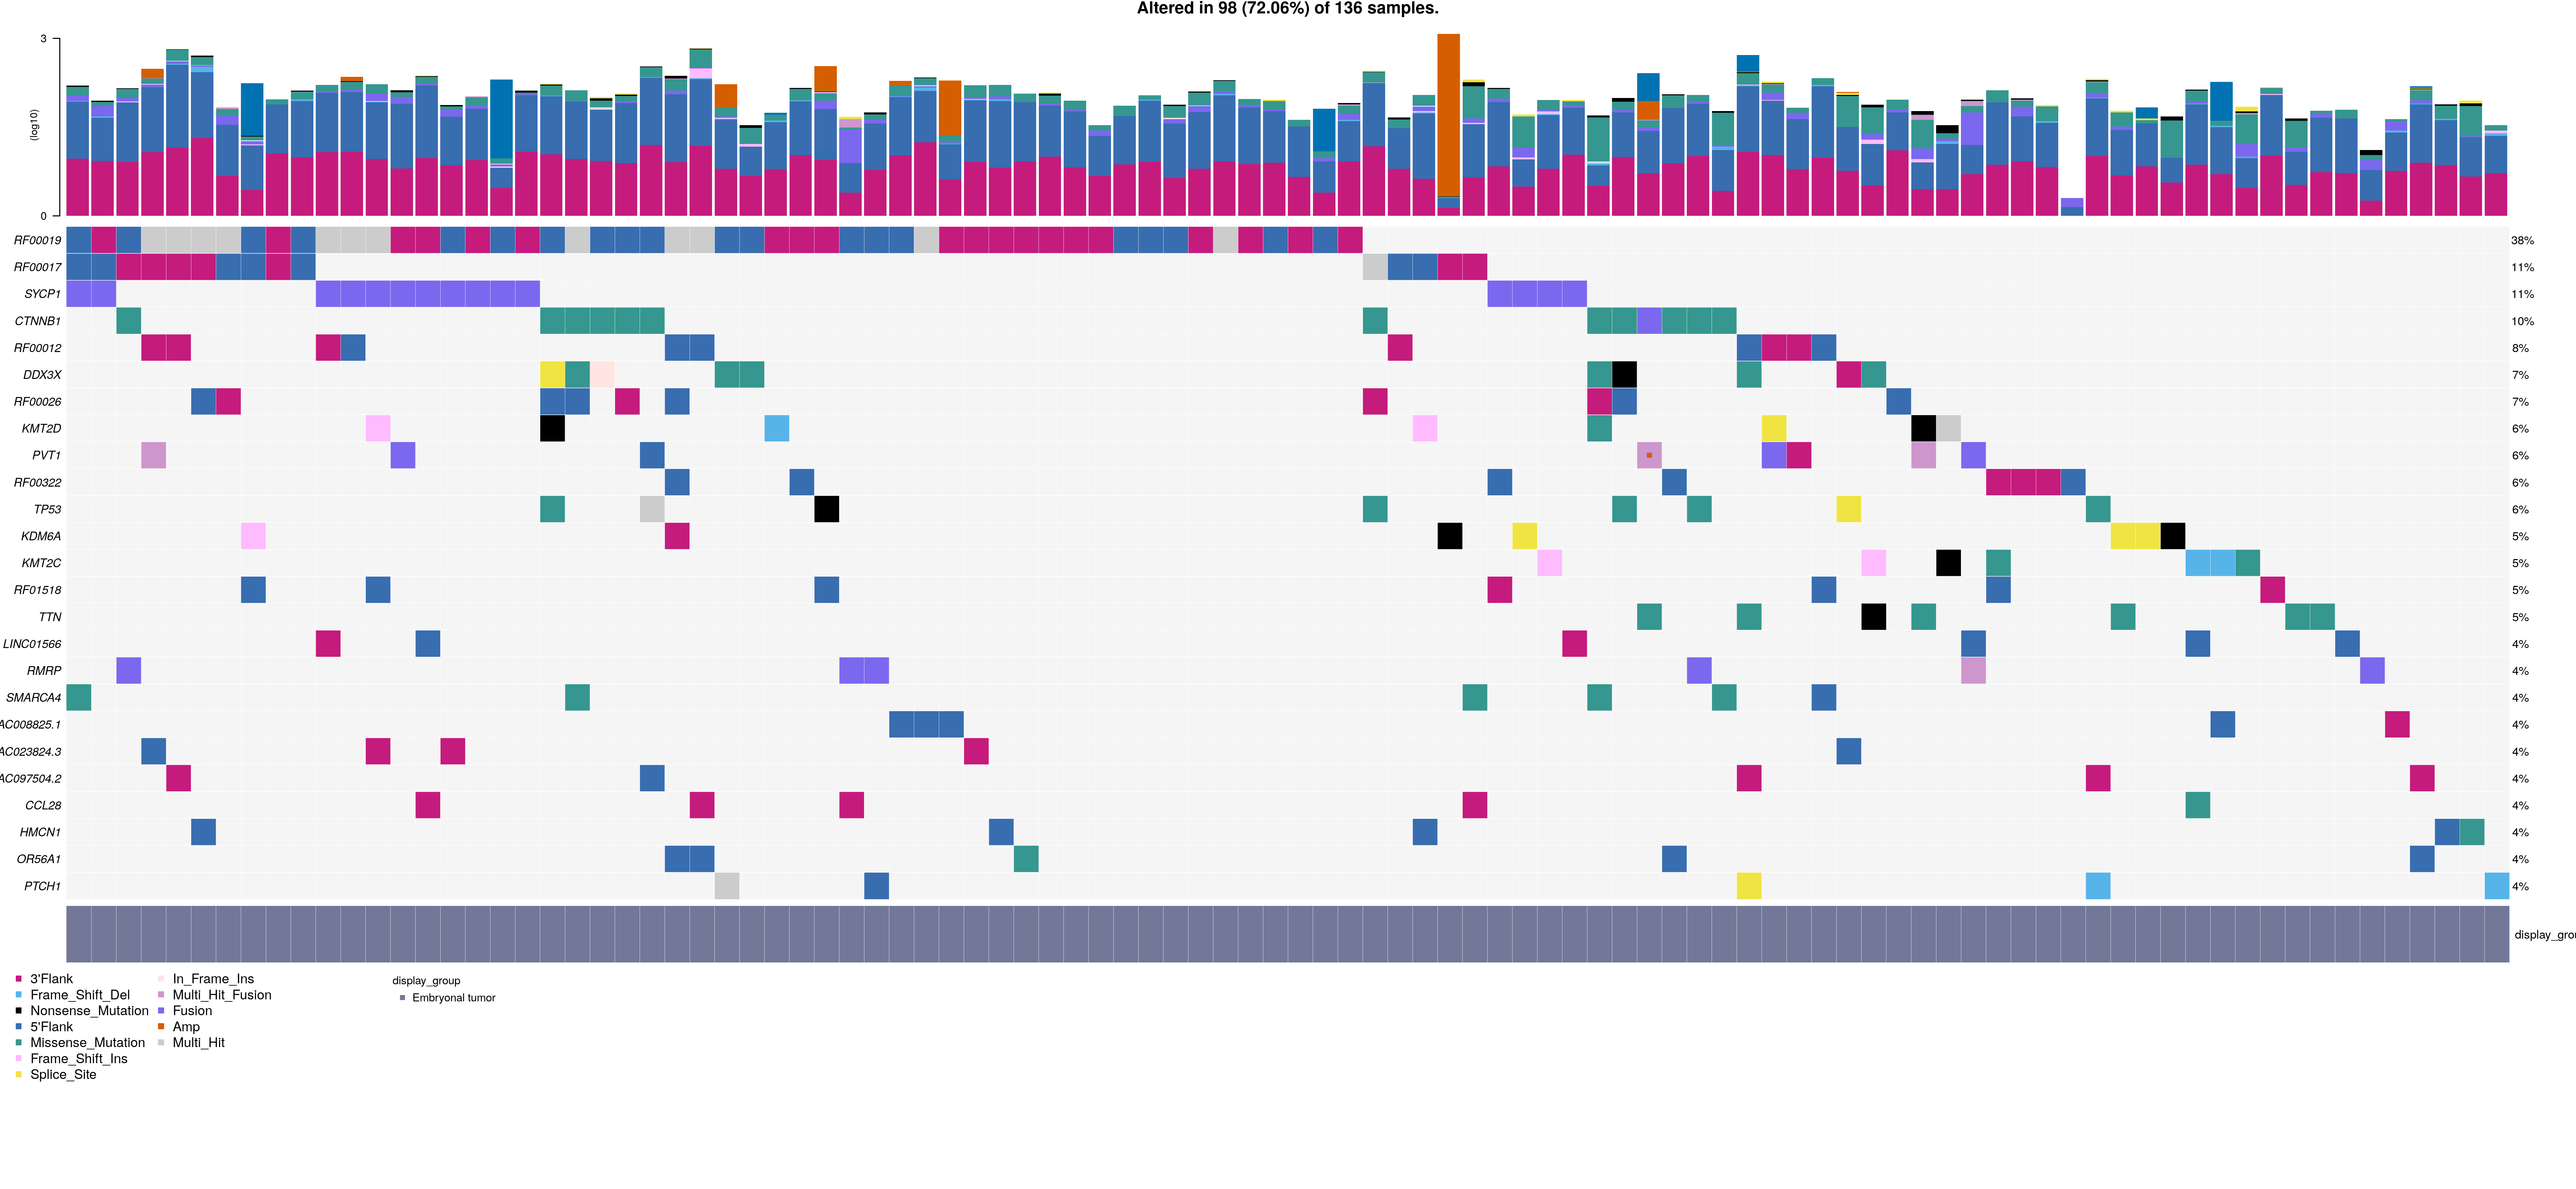 Altered in 98 (72.06%) of 136 samples.
3
(log10)
0
RF00019 38%
RF00017 11%
SYCP1 11%
CTNNB1 10%
RF00012 8%
DDX3X 7%
RF00026 7%
KMT2D 6%
PVT1 6%
RF00322 6%
TP53 6%
KDM6A 5%
KMT2C 5%
RF01518 5%
TTN 5%
LINC01566 4%
RMRP 4%
SMARCA4 4%
AC008825.1 4%
AC023824.3 4%
AC097504.2 4%
CCL28 4%
HMCN1 4%
OR56A1 4%
PTCH1 4%
display_grou
3'Flank
Frame_Shift_Del
Nonsense_Mutation
5'Flank
Missense_Mutation
Frame_Shift_Ins
Splice_Site
In_Frame_Ins
Multi_Hit_Fusion
Fusion
Amp
Multi_Hit
display_group
Embryonal tumor